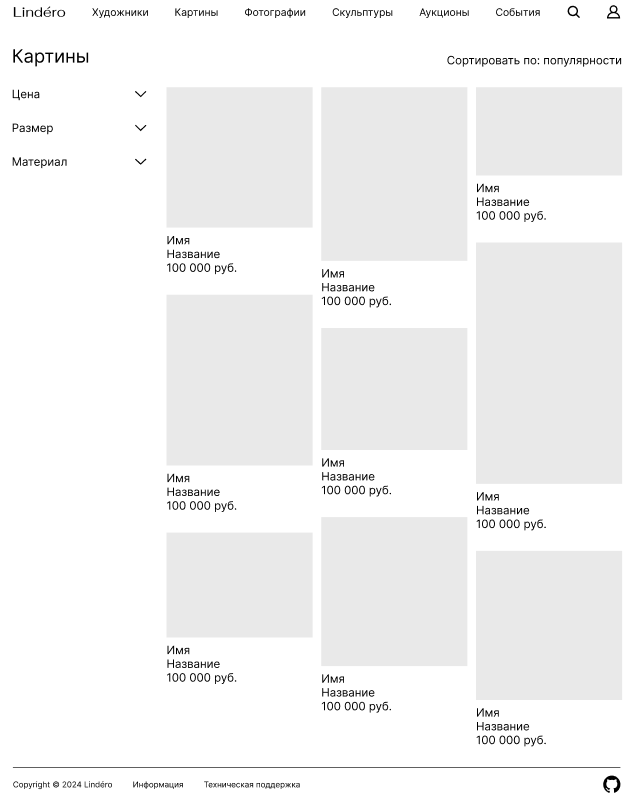 Lindéro Художники Картины Фотографии Скульптуры Аукционы События
Картины
Сортировать по: популярности
Цена
Размер
Материал
Имя
Название
100 000 руб.
Имя
Название
100 000 руб.
Имя
Название
100 000 руб.
Имя
Название
100 000 руб.
Имя
Название
100 000 руб.
Имя
Название
100 000 руб.
Имя
Название
100 000 руб.
Имя
Название
100 000 руб.
Имя
Название
100 000 руб.
Copyright © 2024 Lindéro Информация Техническая поддержка